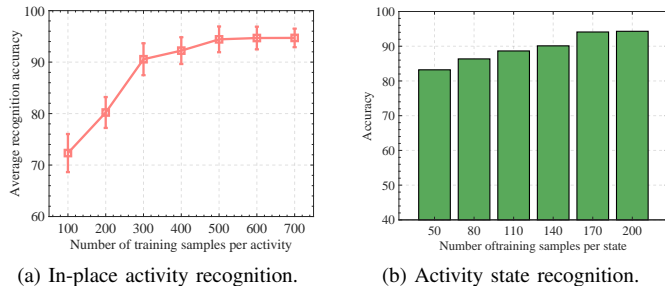 100
90
80
70
60
Average recognition accuracy
100 200 300 400 500 600 700
Number of training samples per activity
(a) In-place activity recognition.
100
90
80
90
60
50
40
Accuracy
50 80 110 140 170 200
Number oftraining samples per state
(b) Activity state recognition.